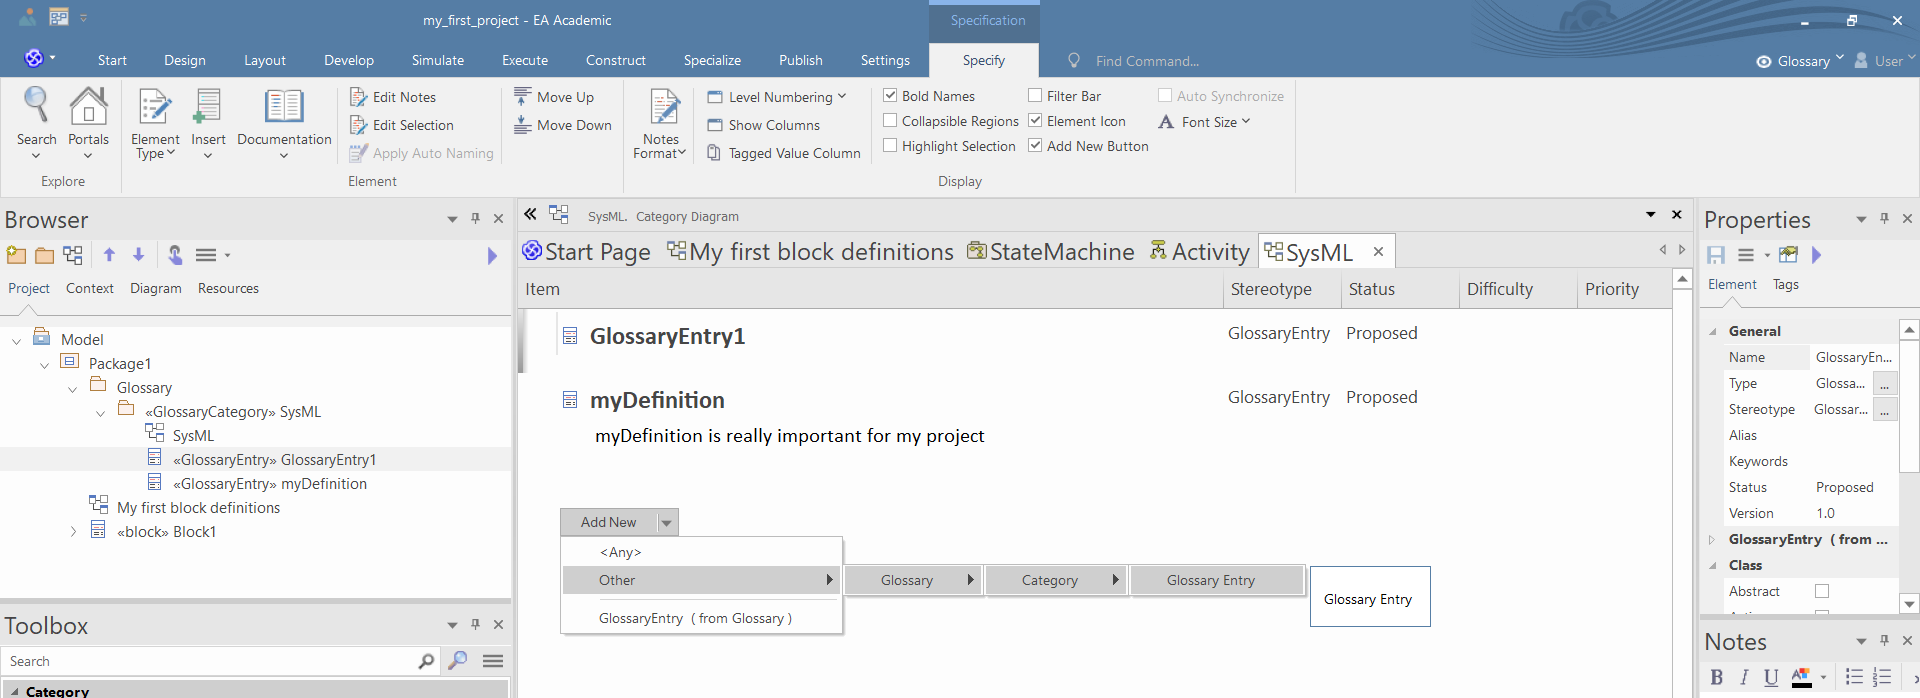 my_first_project - EA Academic
Specification
Start Design Layout Develop Simulate Execute Construct Specialize Publish Settings Specify Find Command... Glossary User
Search Portals
Explore
Element Type Insert Documentation
Edit Notes
Edit Selection
Apply Auto Naming
Move Up
Move Down
Element
Notes Format
Level Numbering
Show Columns
Tagged Value Column
Bold Names
Collapsible Regions
Highlight Selection
Filter Bar
Element Icon
Add New Button
Auto Synchronize
A Font Size
Display
Browser
Project Context Diagram Resources
Model
Package1
Glossary
«GlossaryCategory» SysML
SysML
«GlossaryEntry» GlossaryEntry1
«GlossaryEntry» myDefinition
My first block definitions
«block» Block1
Toolbox
Search
Category
SysML. Category Diagram
Start Page My first block definitions StateMachine Activity SysML
Item Stereotype Status Difficulty Priority
GlossaryEntry1 GlossaryEntry Proposed
myDefinition GlossaryEntry Proposed
myDefinition is really important for my project
Add New
<Any>
Other Glossary Category Glossary Entry
Glossary Entry
GlossaryEntry ( from Glossary )
Properties
Element Tags
General
Name GlossaryEn...
Type Glossa... ...
Stereotype Glossar... ...
Alias
Keywords
Status Proposed
Version 1.0
GlossaryEntry ( from ...
Class
Abstract
Notes
B I U A